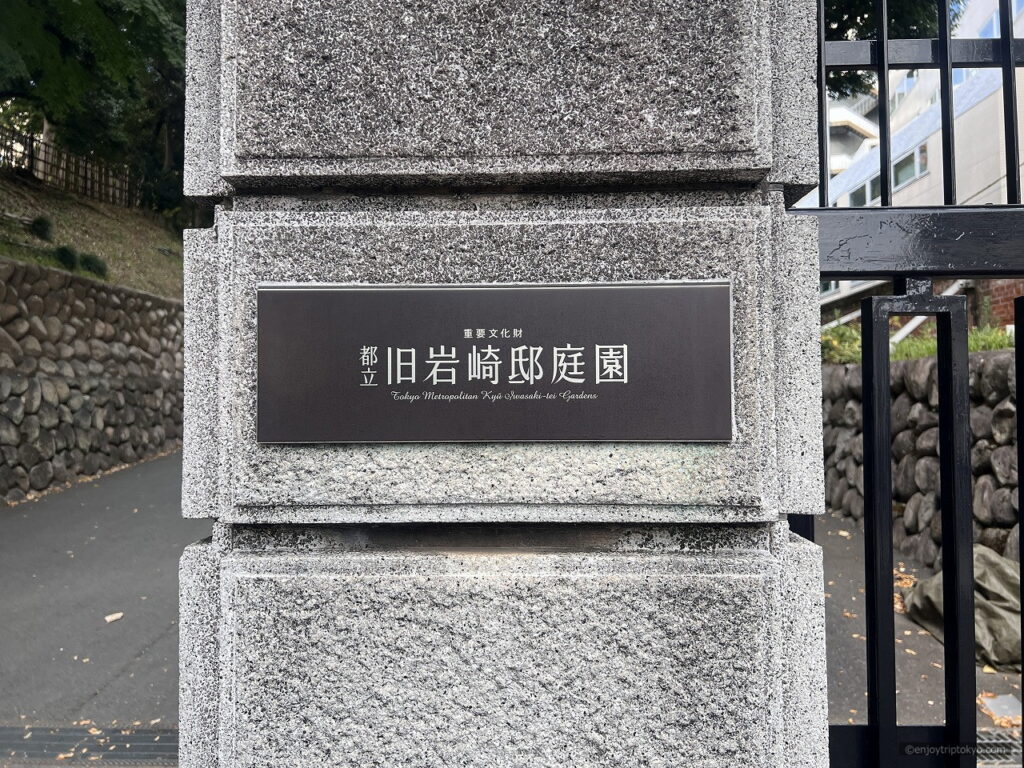 重要文化財
都立 旧岩崎邸庭園
Tokyo Metropolitan Kyū Iwasaki-tei Gardens
©enjoytriptokyo.com